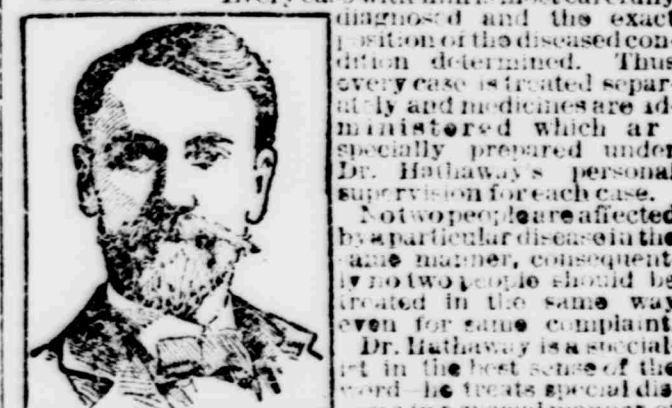 diagnosed and the exact
position of the diseased con-
dition determined. Thus
every case is treated separ-
ately and medicines are ad
ministered which ar
specially prepared under
Dr. Hathaway's personal
supervision for each case.
No two people are affected
by a particular disease in the
same manner, consequent-
ly no two people should be
treated in the same way
even for same complaint
Dr. Hathaway is a special
ist in the best sense of the
word—he treats special dis